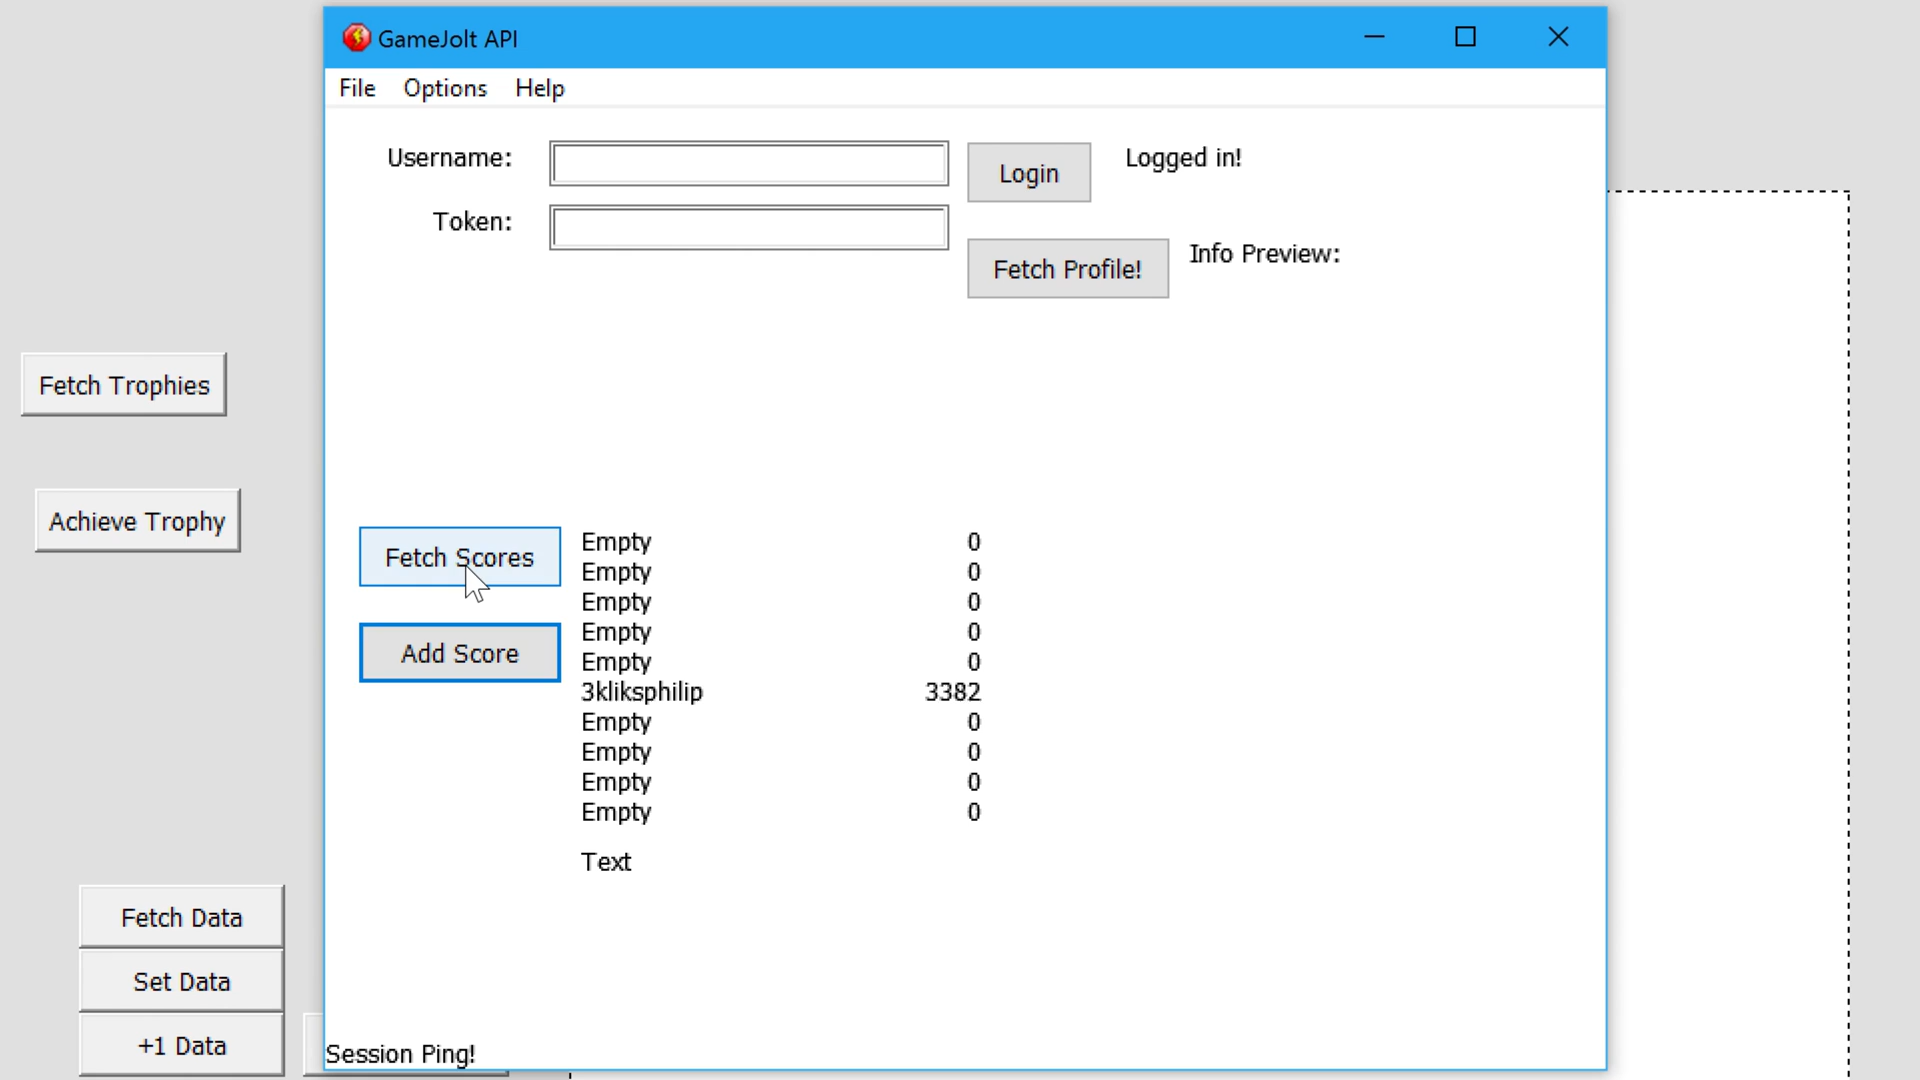 GameJolt API
File Options Help
Username:
Login
Logged in!
Token:
Fetch Profile!
Info Preview:
Fetch Trophies
Achieve Trophy
Fetch Scores
Add Score
Empty 0
Empty 0
Empty 0
Empty 0
Empty 0
3kliksphilip 3382
Empty 0
Empty 0
Empty 0
Empty 0
Text
Fetch Data
Set Data
+1 Data
Session Ping!